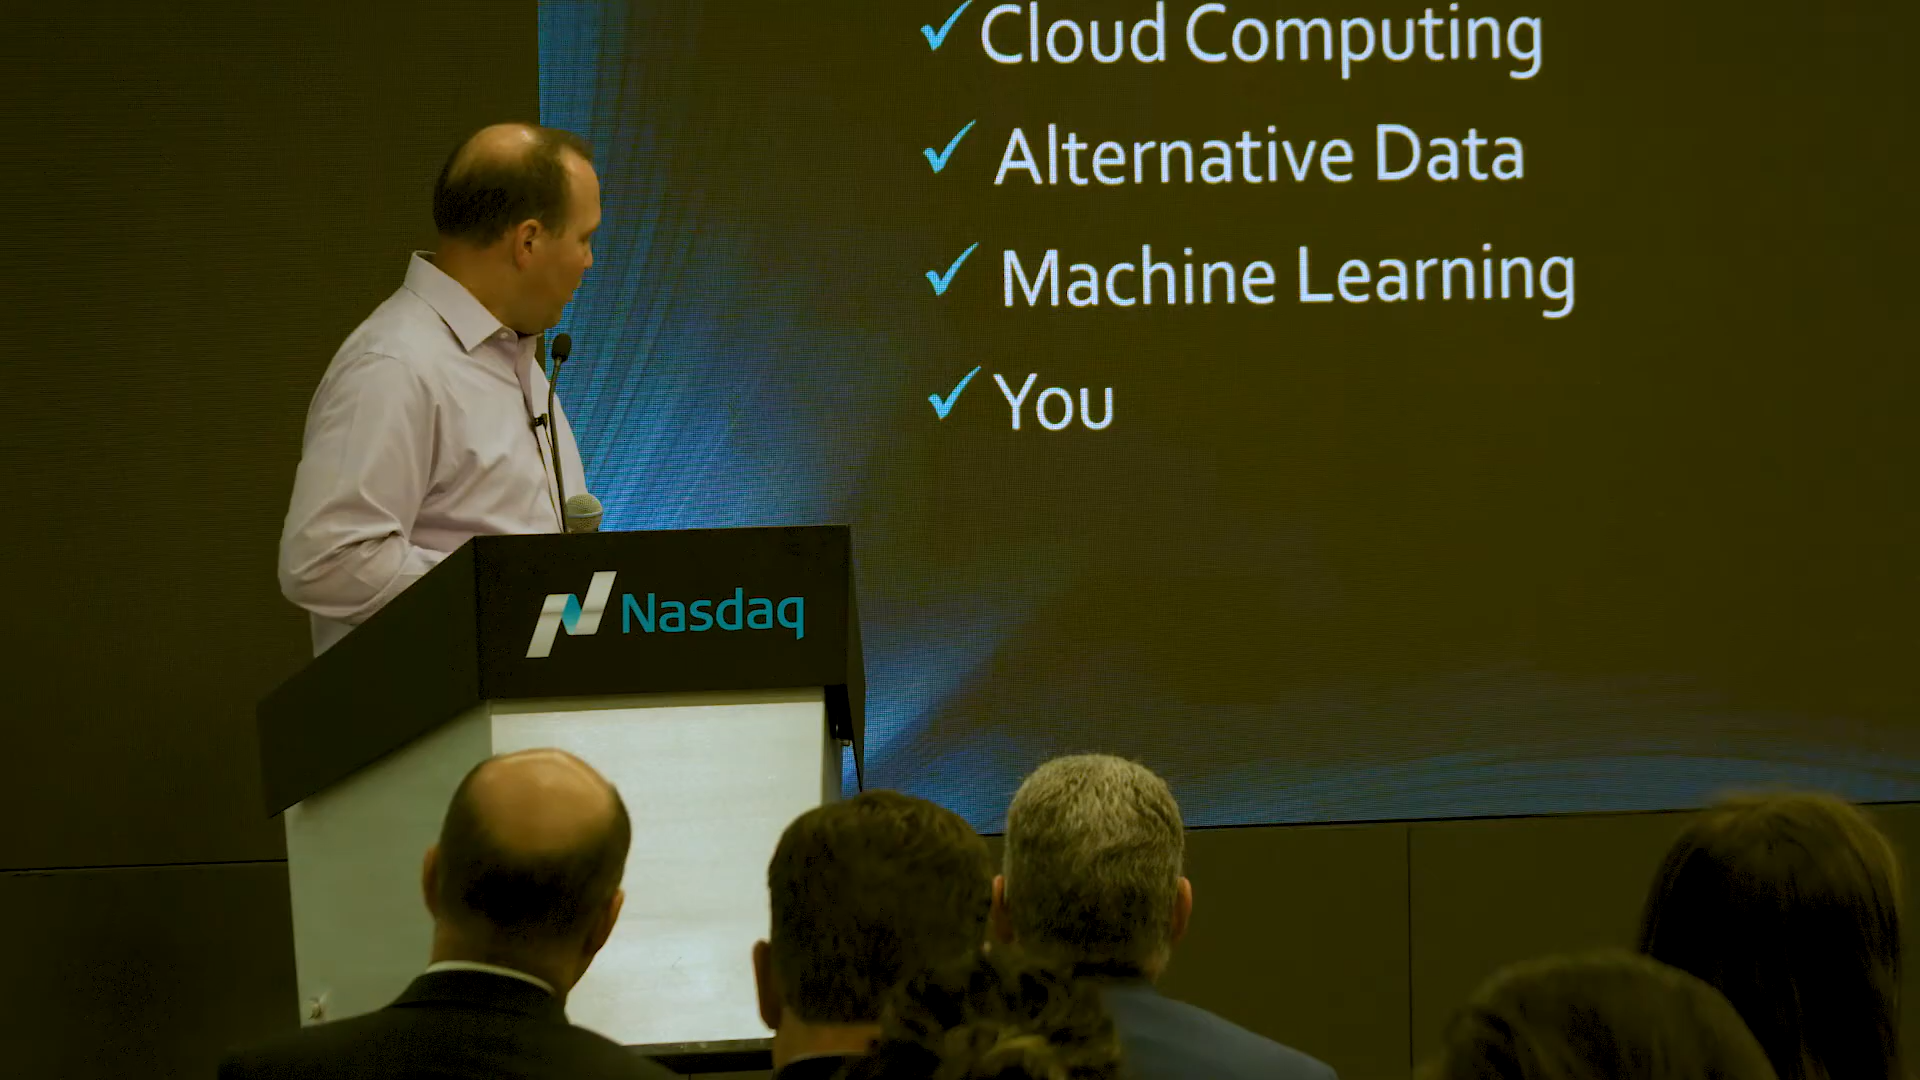 ✓ Cloud Computing
✓ Alternative Data
✓ Machine Learning
✓ You
Nasdaq